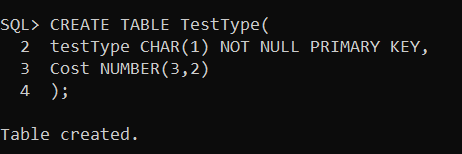 SQL> CREATE TABLE TestType(
  2  testType CHAR(1) NOT NULL PRIMARY KEY,
  3  Cost NUMBER(3,2)
  4  );
Table created.